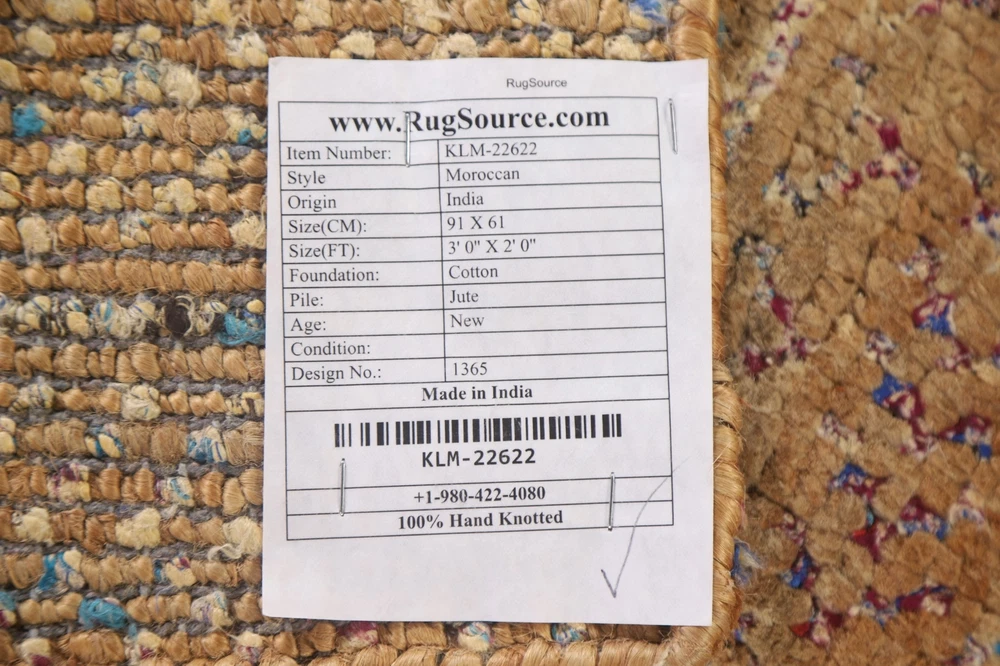 RugSource
www.RugSource.com
Item Number: KLM-22622
Style Moroccan
Origin India
Size(CM): 91 X 61
Size(FT): 3' 0" X 2' 0"
Foundation: Cotton
Pile: Jute
Age: New
Condition:
Design No.: 1365
Made in India
KLM-22622
+1-980-422-4080
100% Hand Knotted